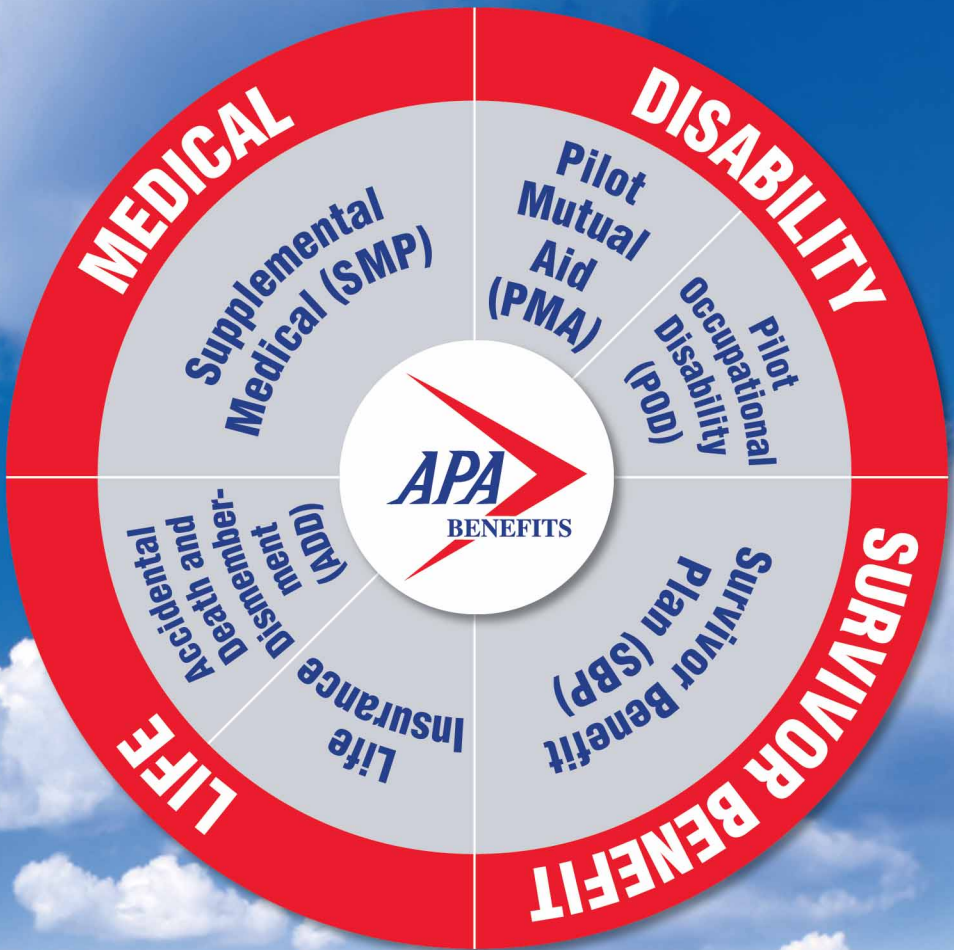 MEDICAL
Supplemental
Medical (SMP)
DISABILITY
Pilot
Mutual
Aid
(PMA)
Pilot
Occupational
Disability
(POD)
SURVIVOR BENEFIT
Survivor Benefit
Plan (SBP)
LIFE
Life
Insurance
Accidental
Death and
Dismember-
ment
(ADD)
APA
BENEFITS